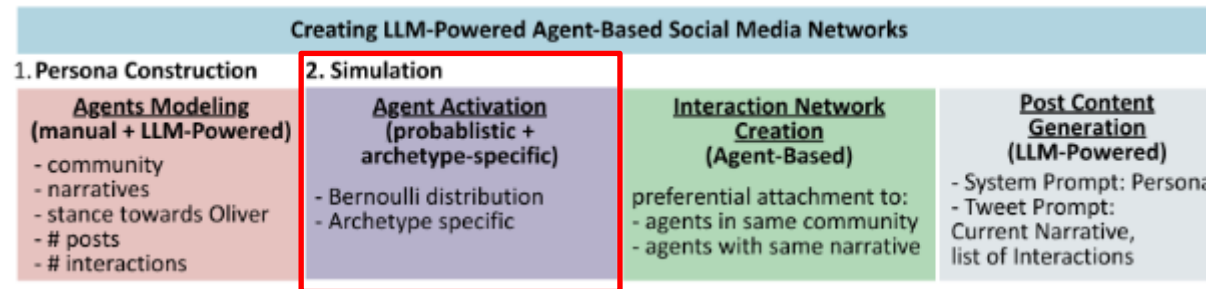 Creating LLM-Powered Agent-Based Social Media Networks
1. Persona Construction
2. Simulation
Agents Modeling
(manual + LLM-Powered)
- community
- narratives
- stance towards Oliver
- # posts
- # interactions
Agent Activation
(probablistic +
archetype-specific)
- Bernoulli distribution
- Archetype specific
Interaction Network
Creation
(Agent-Based)
preferential attachment to:
- agents in same community
- agents with same narrative
Post Content
Generation
(LLM-Powered)
- System Prompt: Persona
- Tweet Prompt:
Current Narrative,
list of Interactions